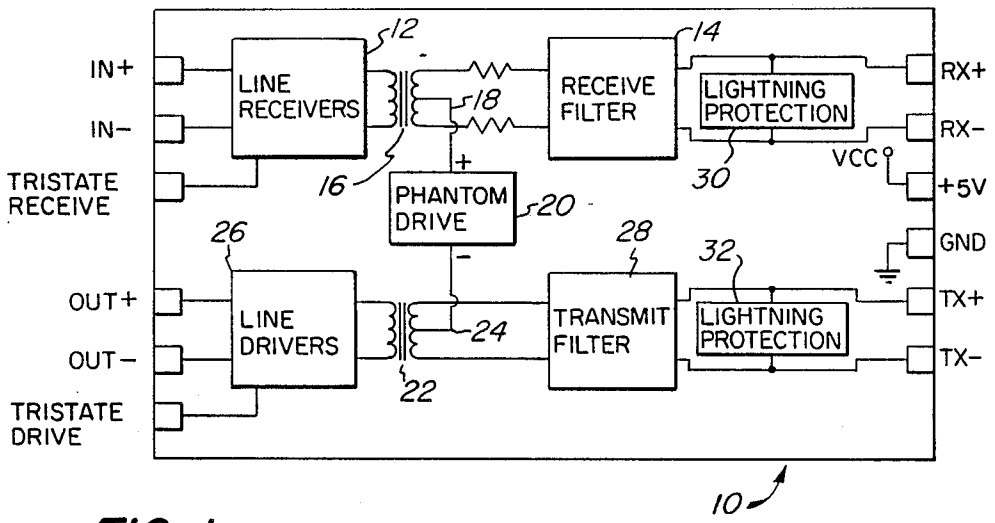 12
14
IN+
LINE
RECEIVERS
18
RECEIVE
FILTER
LIGHTNING
PROTECTION
RX+
IN-
16
30
RX-
VCC
TRISTATE
RECEIVE
+
PHANTOM
DRIVE
20
+5V
-
26
28
GND
32
OUT+
LINE
DRIVERS
24
TRANSMIT
FILTER
LIGHTNING
PROTECTION
TX+
OUT-
22
TX-
TRISTATE
DRIVE
10